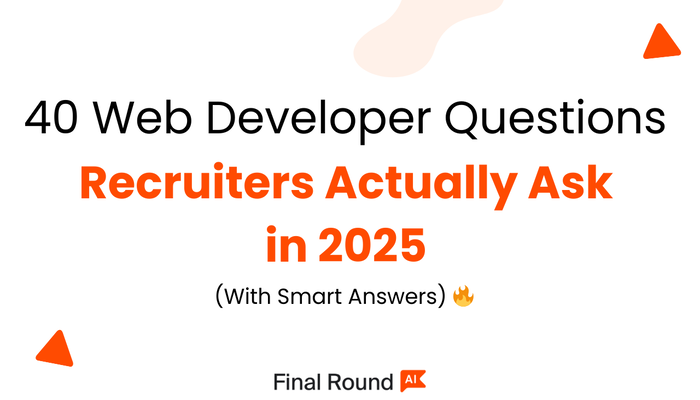 40 Web Developer Questions
Recruiters Actually Ask
in 2025
(With Smart Answers) 🔥
Final Round AI